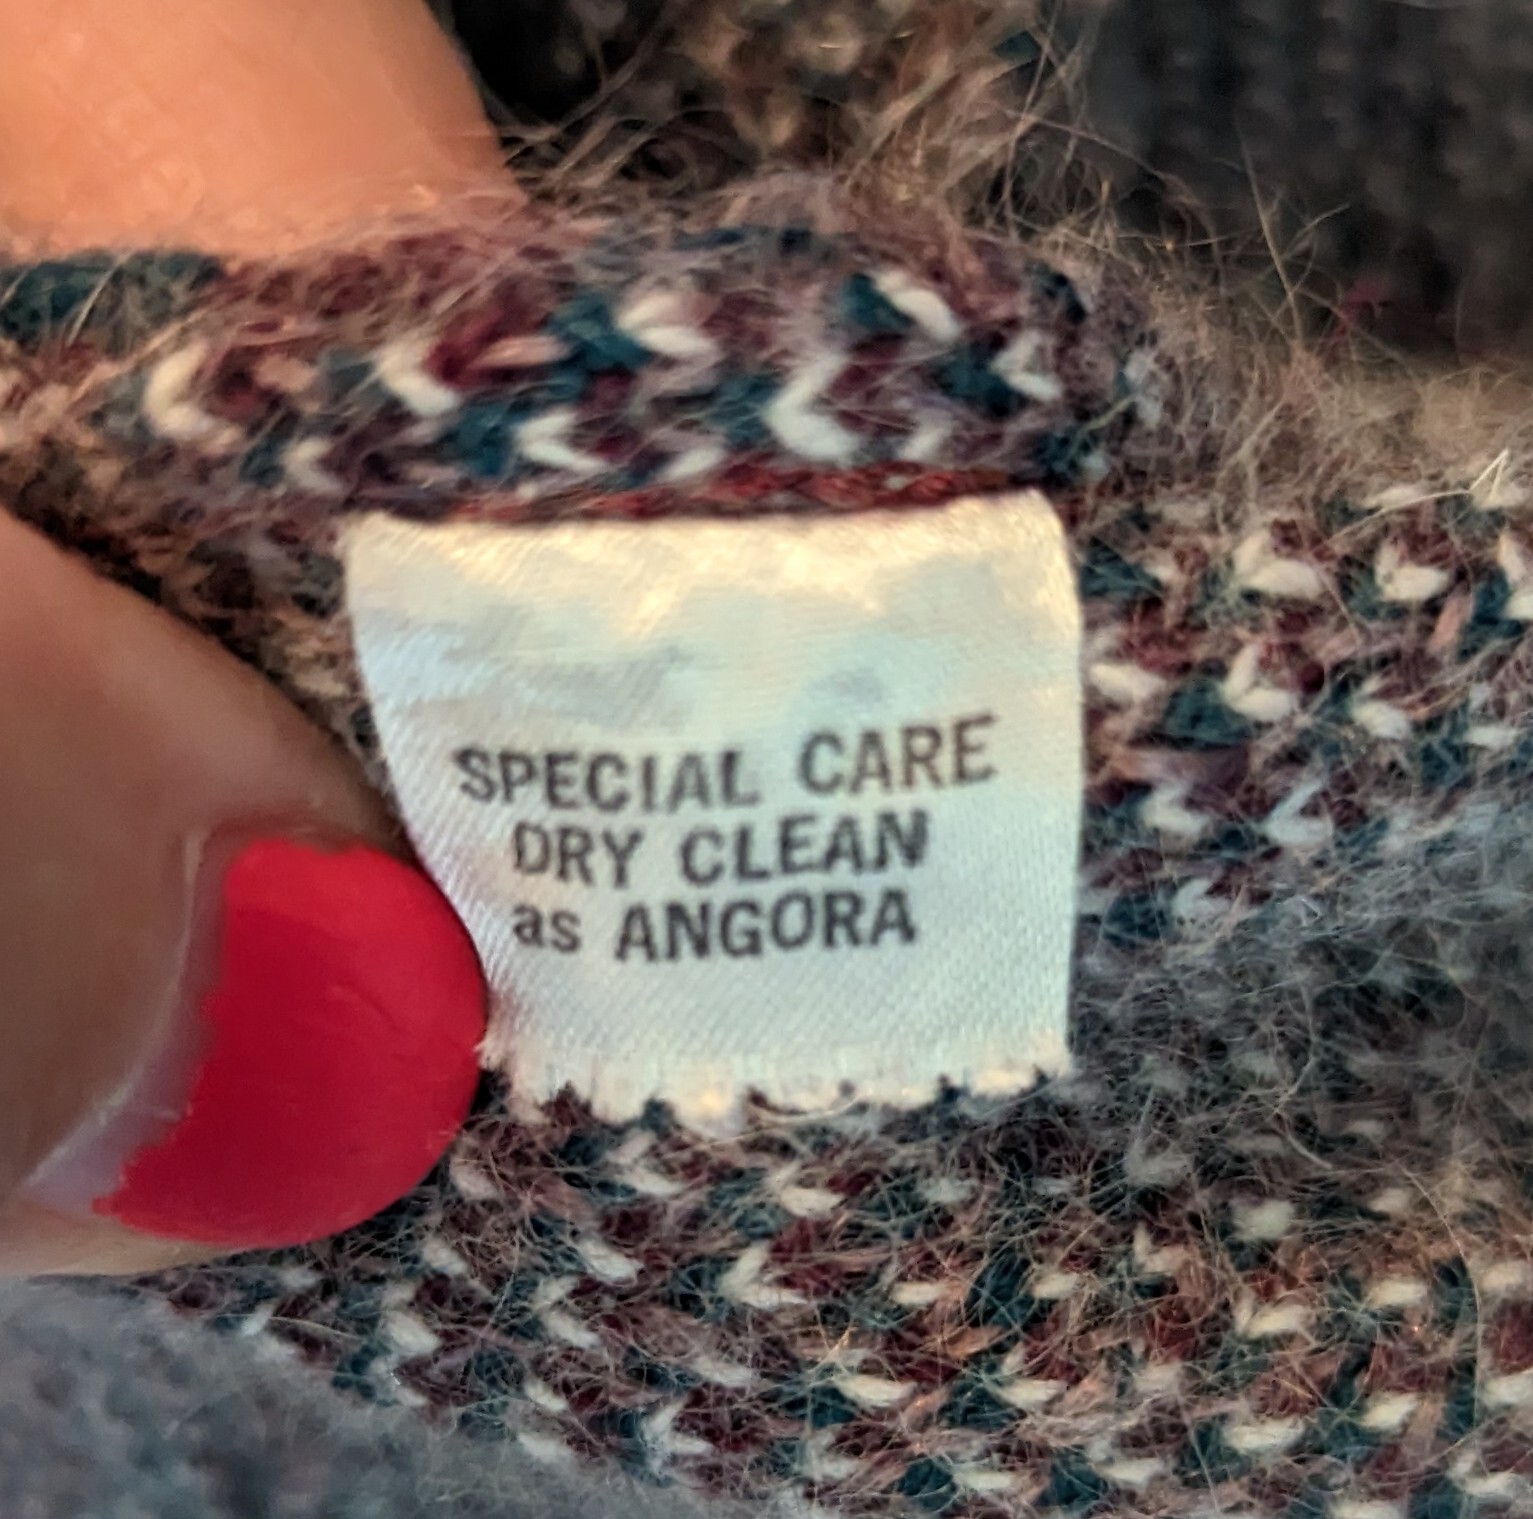 SPECIAL CARE
DRY CLEAN
as ANGORA